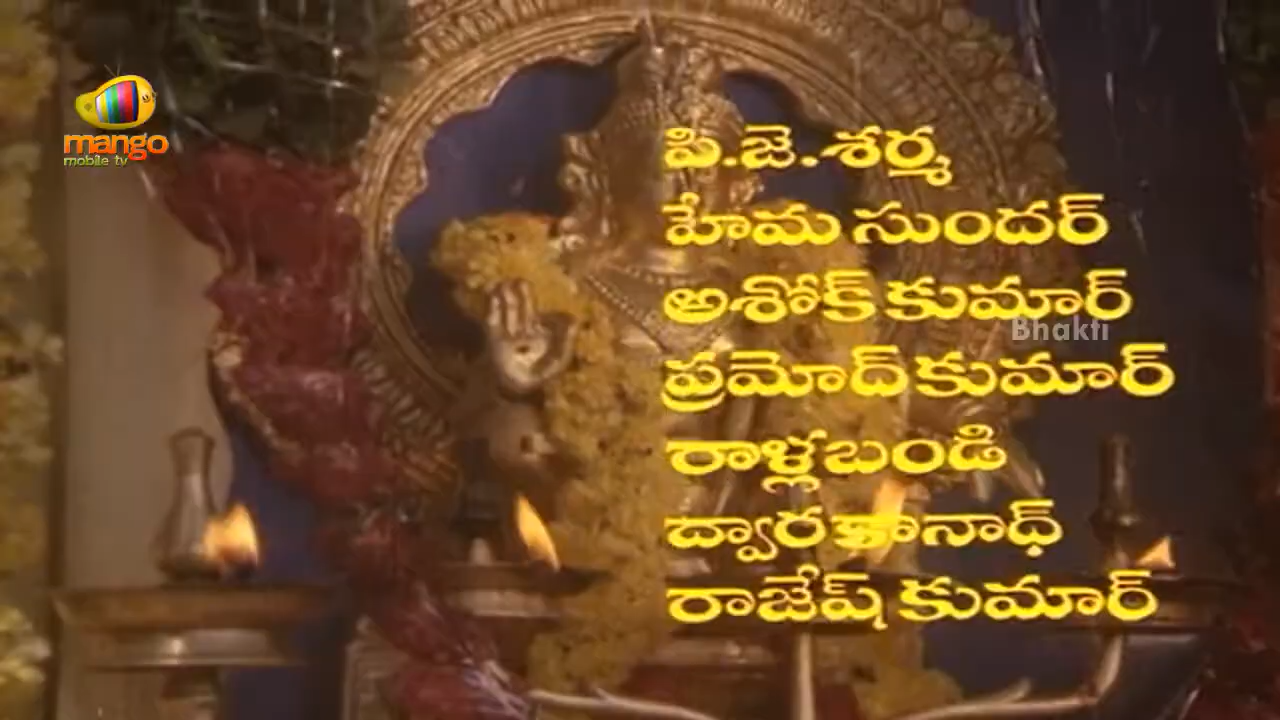 mango
mobile tv
పి.జె.శర్మ
హేమ సుందర్
అశోక్ కుమార్
Bhakti
ప్రమోద్ కుమార్
రాళ్లబండి
ద్వారకానాధ్
రాజేష్ కుమార్